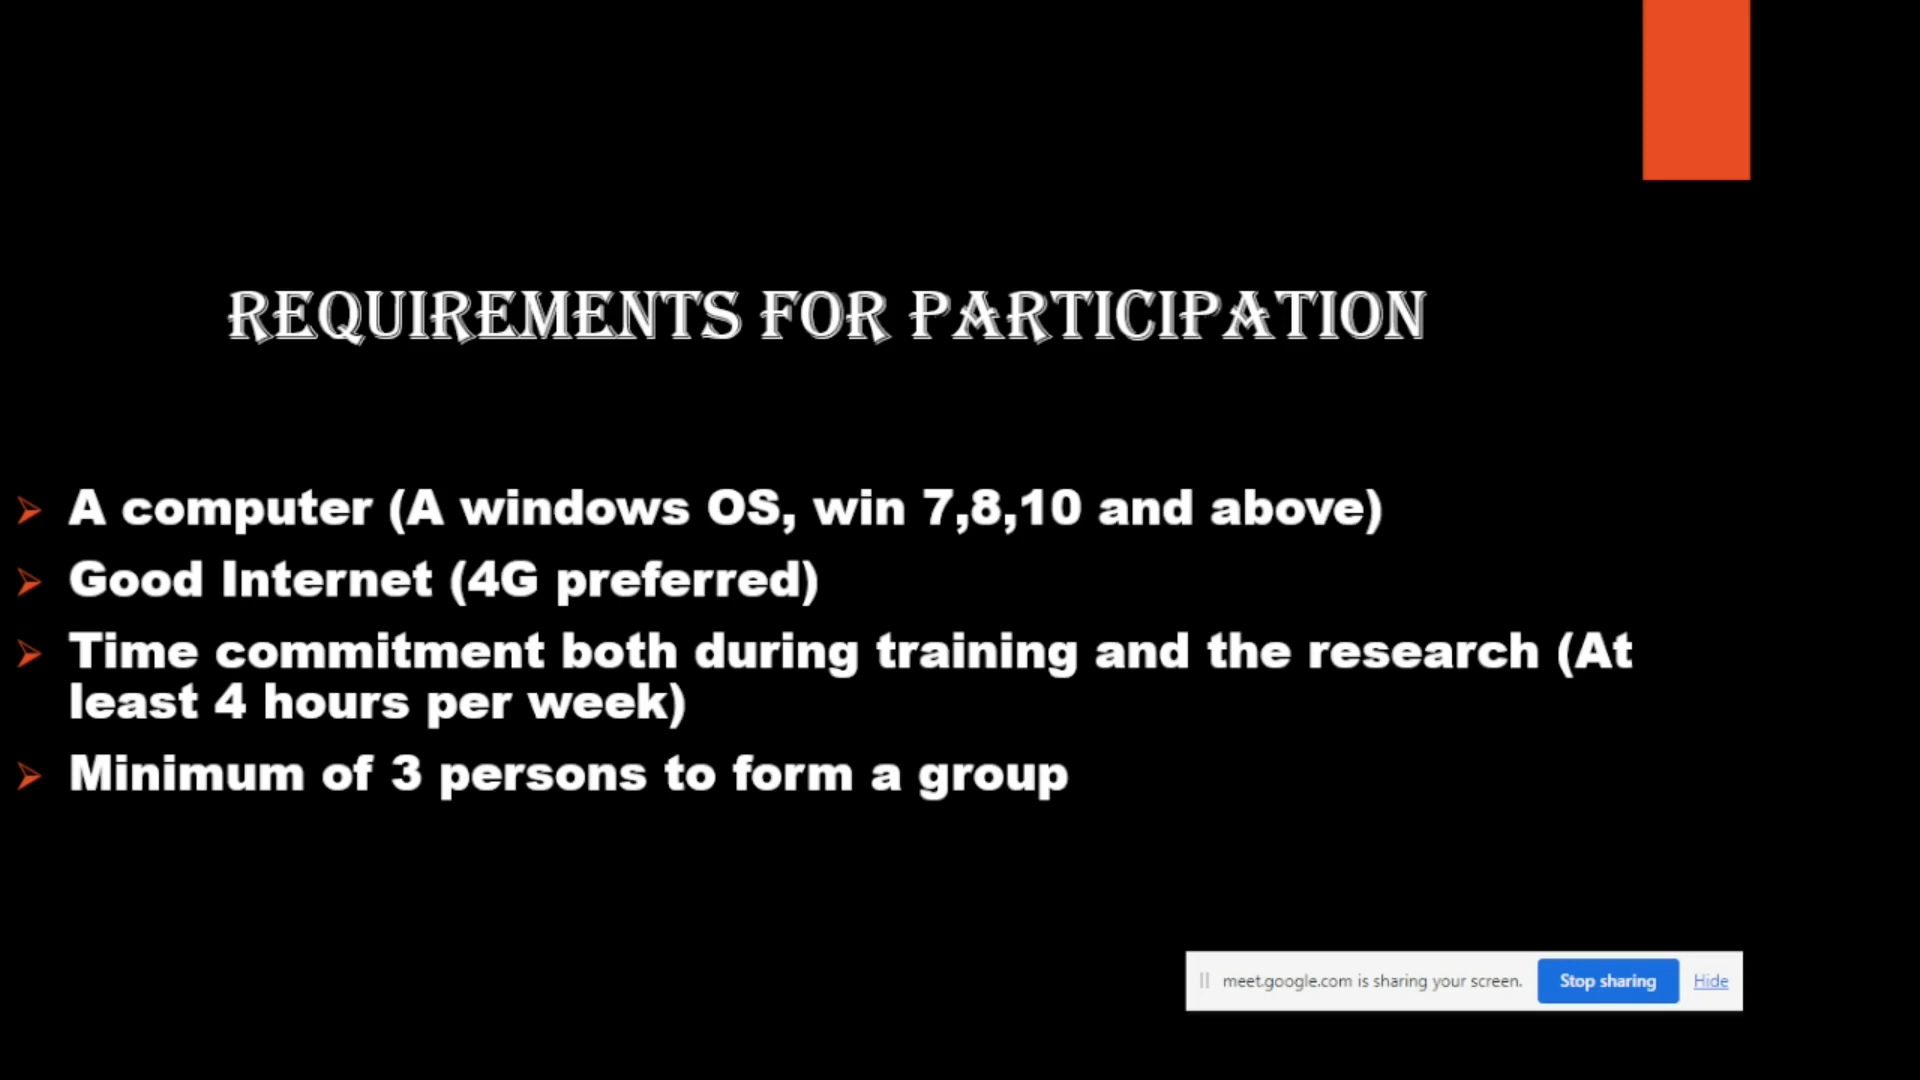 REQUIREMENTS FOR PARTICIPATION
➢ A computer (A windows OS, win 7,8,10 and above)
➢ Good Internet (4G preferred)
➢ Time commitment both during training and the research (At
least 4 hours per week)
➢ Minimum of 3 persons to form a group
meet.google.com is sharing your screen. Stop sharing Hide